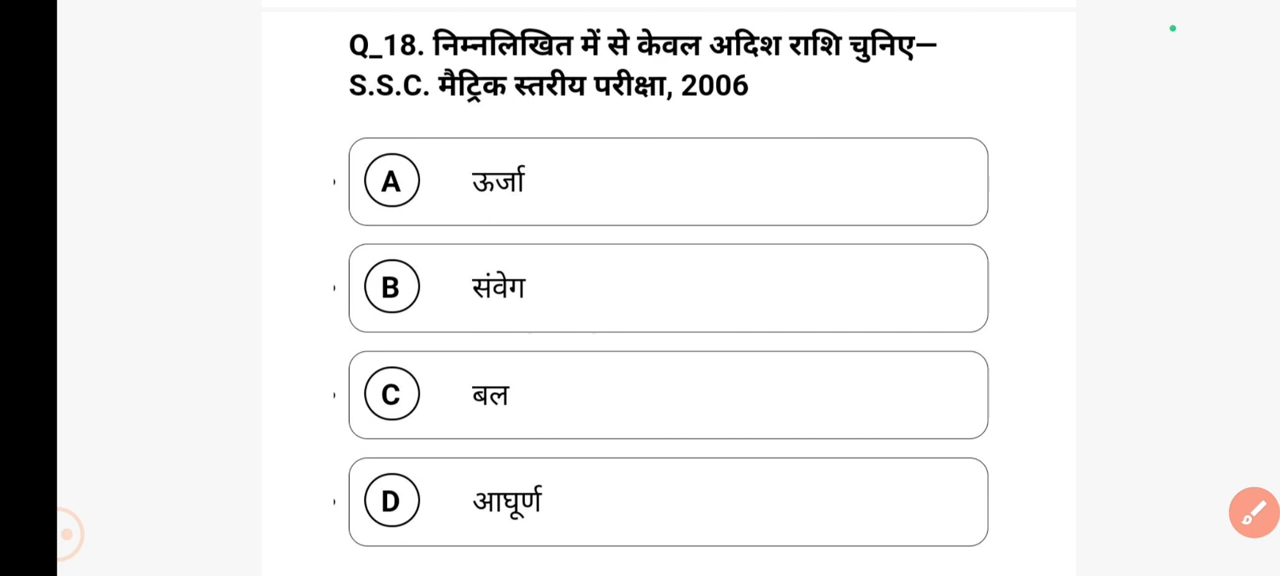 Q_18. निम्नलिखित में से केवल अदिश राशि चुनिए—
S.S.C. मैट्रिक स्तरीय परीक्षा, 2006
A ऊर्जा
B संवेग
C बल
D आघूर्ण